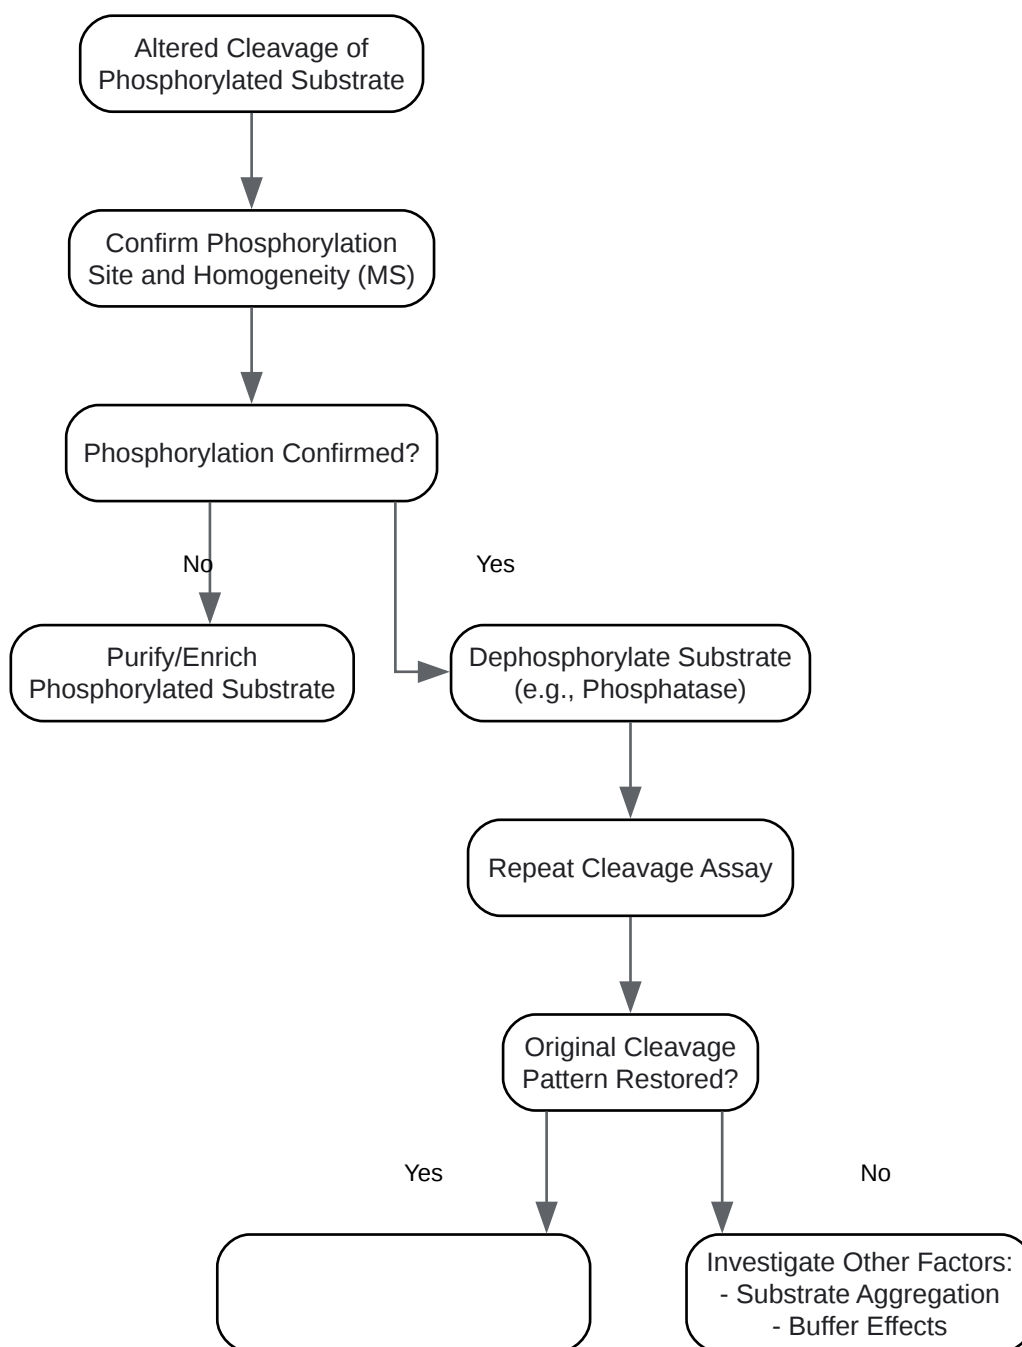 Altered Cleavage of
Phosphorylated Substrate
Confirm Phosphorylation
Site and Homogeneity (MS)
Phosphorylation Confirmed?
No
Yes
Purify/Enrich
Phosphorylated Substrate
Dephosphorylate Substrate
(e.g., Phosphatase)
Repeat Cleavage Assay
Original Cleavage
Pattern Restored?
Yes
No
Investigate Other Factors:
- Substrate Aggregation
- Buffer Effects